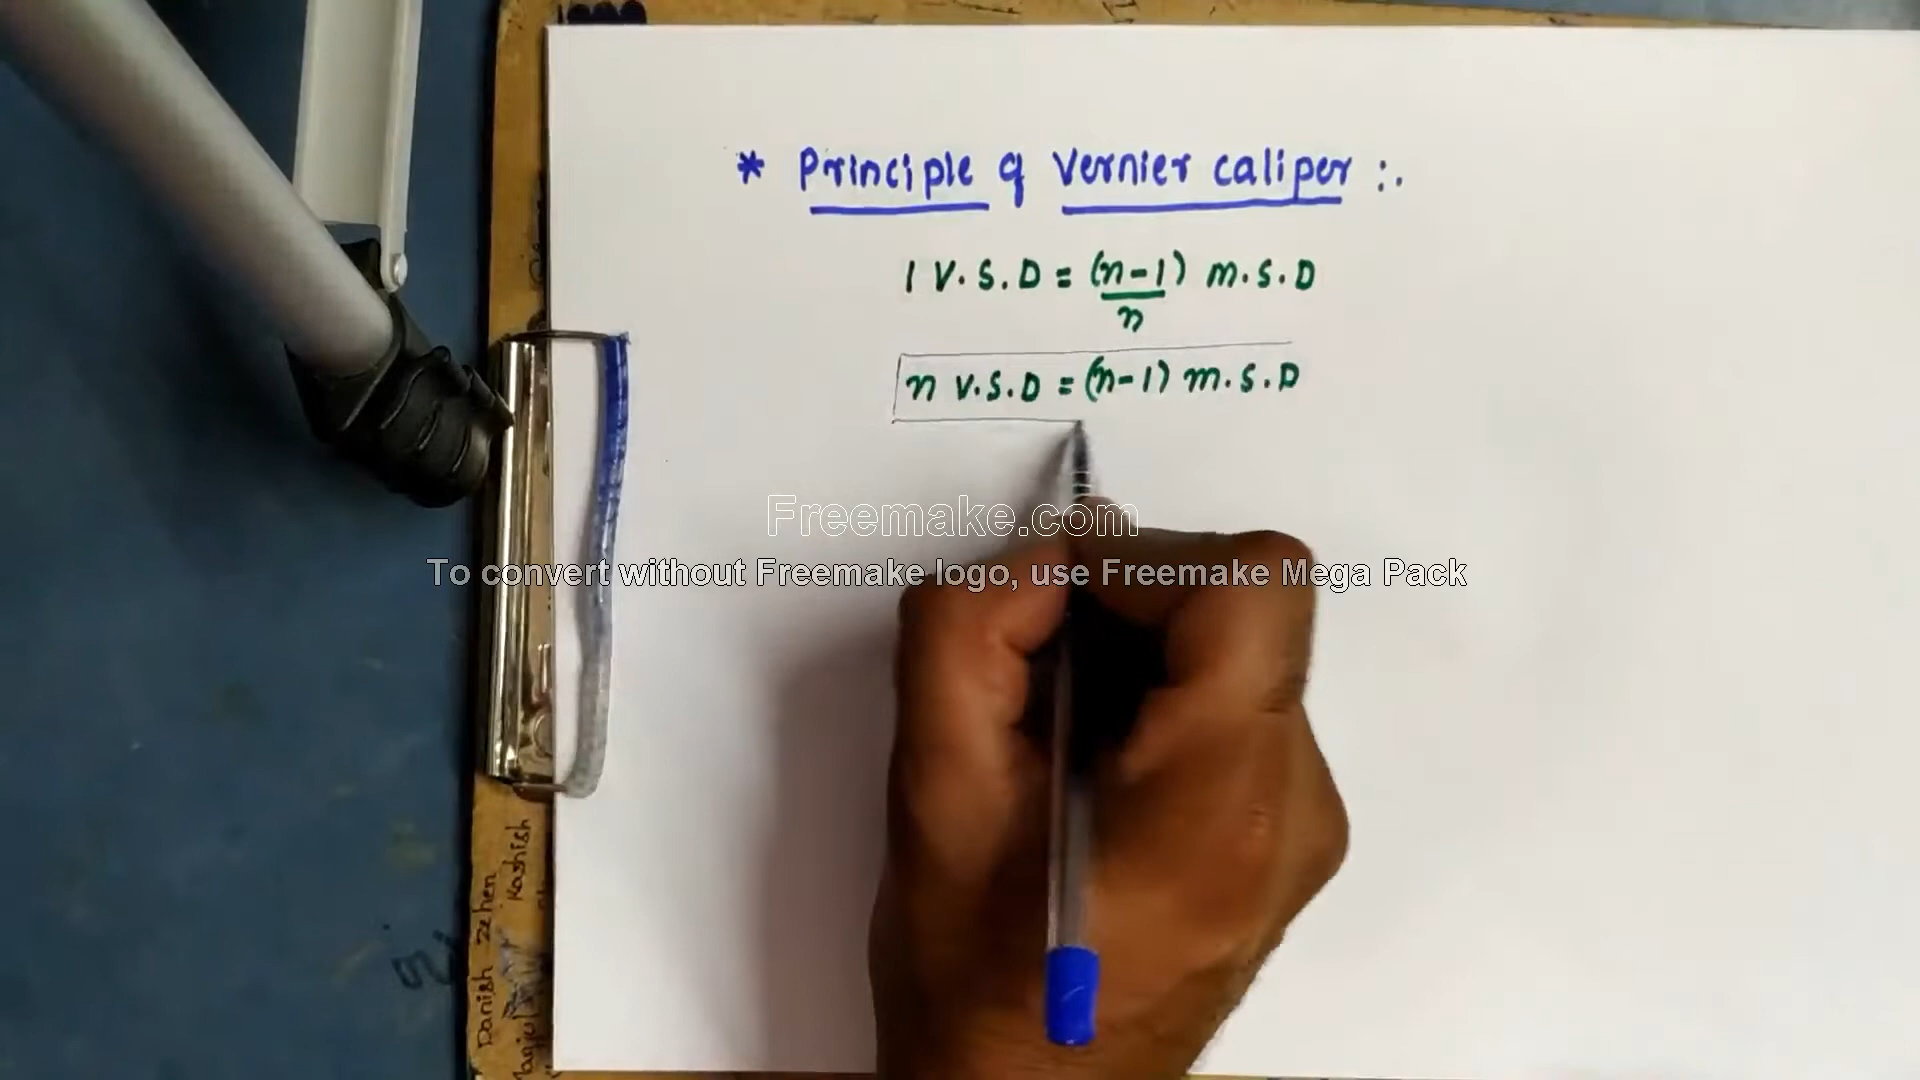 * Principle of Vernier caliper :.
1 V.S.D = (n-1)/n m.S.D
n V.S.D = (n-1) m.S.D
Freemake.com
To convert without Freemake logo, use Freemake Mega Pack
Danish Zehen
Kashish